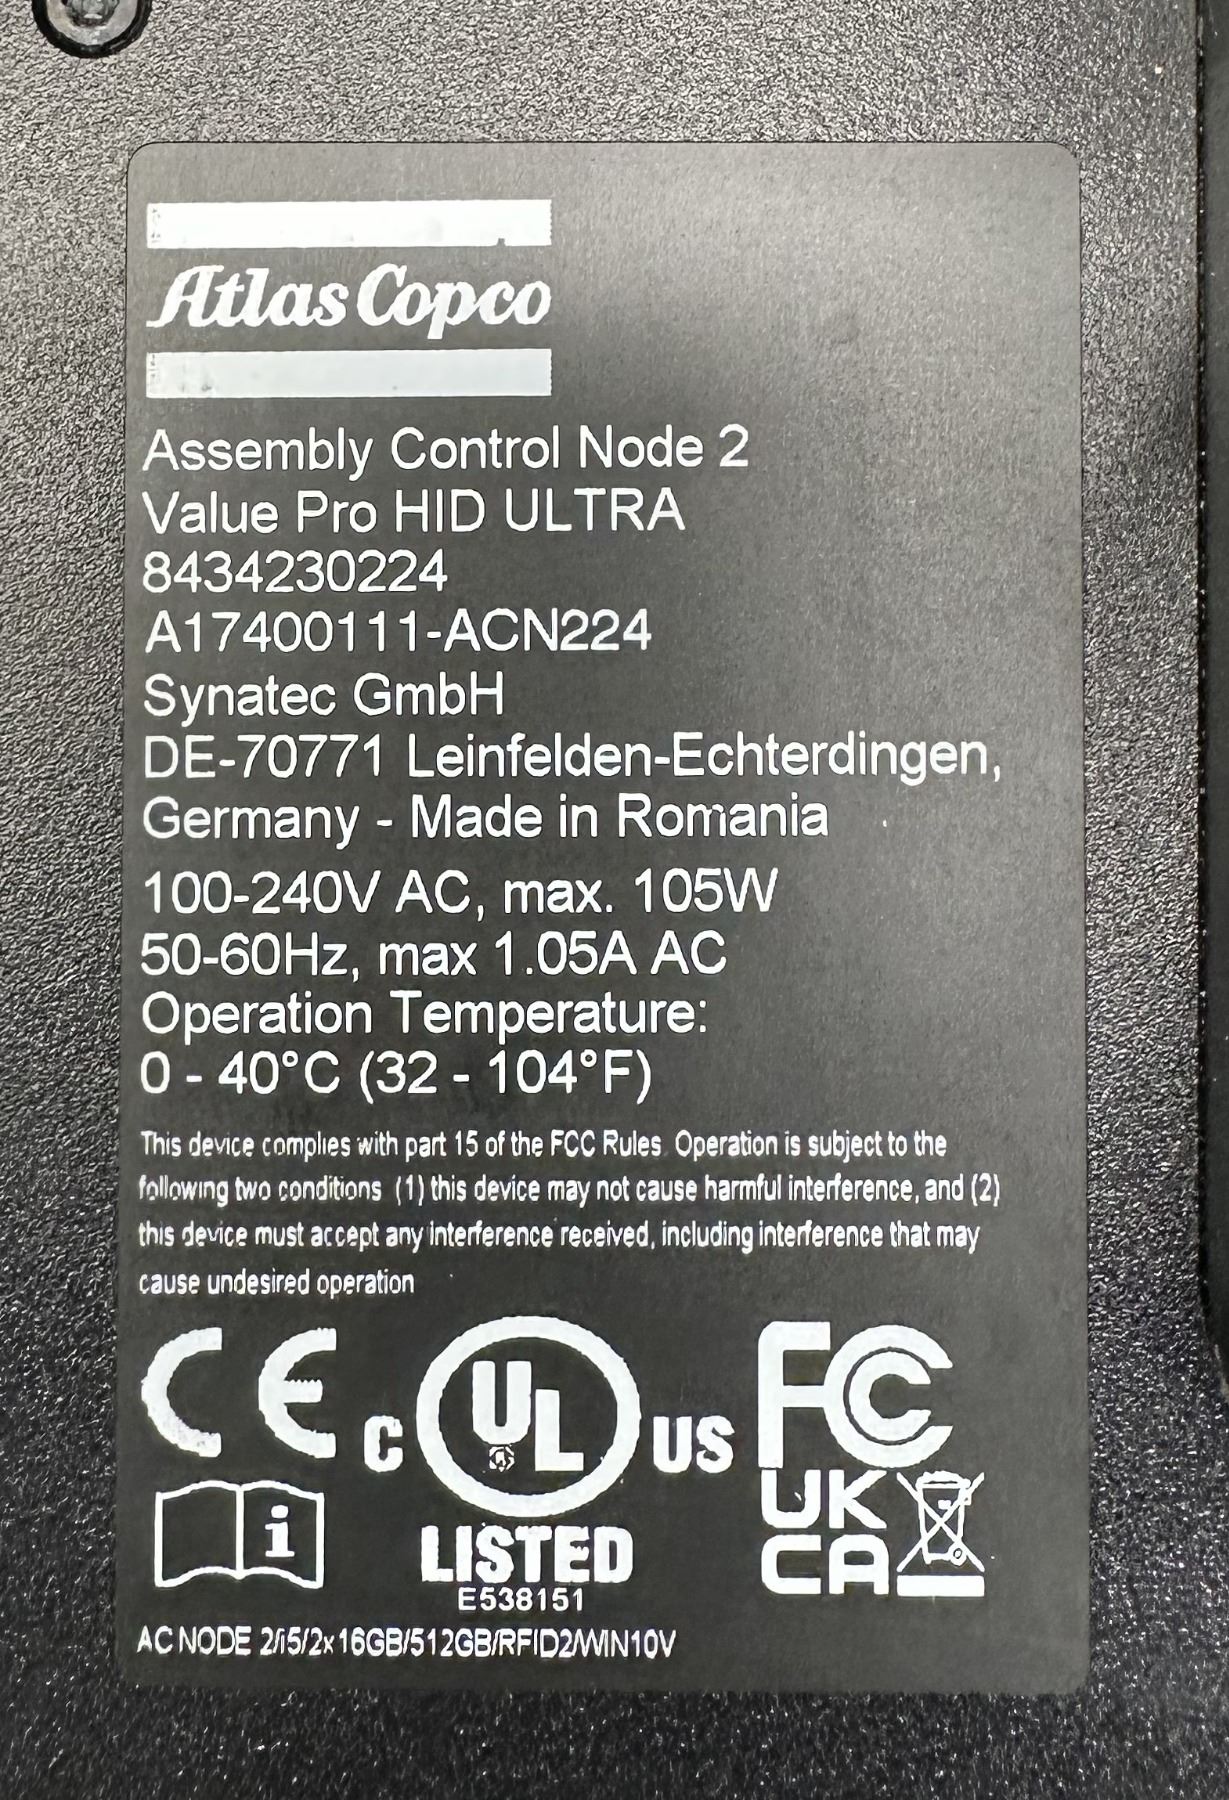 Atlas Copco
Assembly Control Node 2
Value Pro HID ULTRA
8434230224
A17400111-ACN224
Synatec GmbH
DE-70771 Leinfelden-Echterdingen,
Germany - Made in Romania
100-240V AC, max. 105W
50-60Hz, max 1.05A AC
Operation Temperature:
0 - 40°C (32 - 104°F)
This device complies with part 15 of the FCC Rules. Operation is subject to the
following two conditions (1) this device may not cause harmful interference, and (2)
this device must accept any interference received, including interference that may
cause undesired operation
CE C UL US FC
LISTED
UK
CA
i
E538151
AC NODE 2/i5/2x16GB/512GB/RFID2/WIN10V